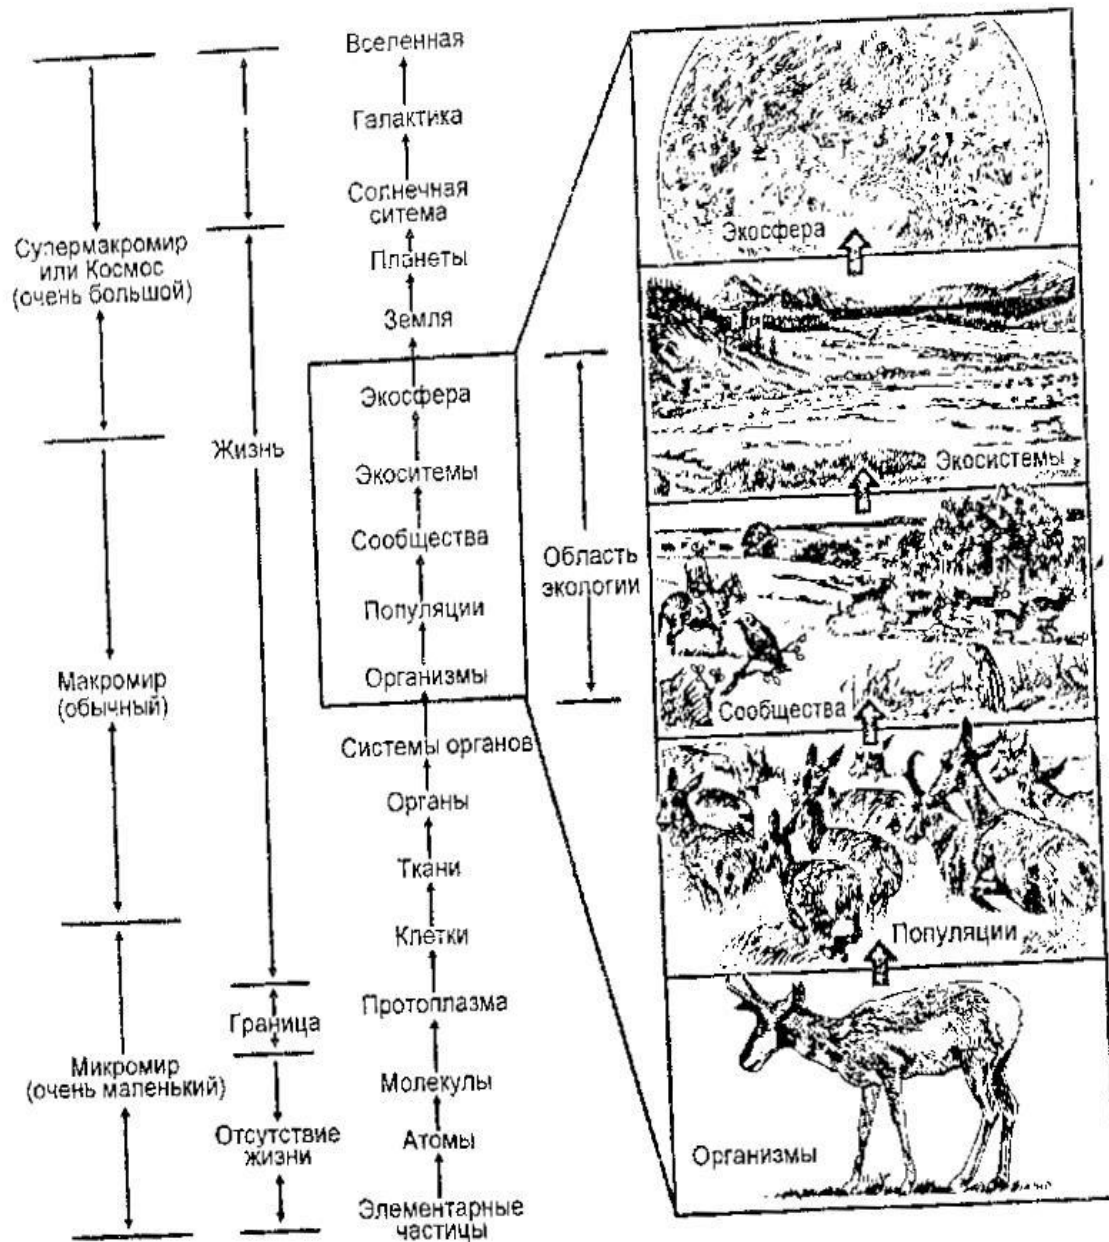 Вселенная
Галактика
Солнечная
ситема
Планеты
Земля
Экосфера
Экоситемы
Сообщества
Популяции
Организмы
Системы органов
Органы
Ткани
Клетки
Протоплазма
Молекулы
Атомы
Элементарные
частицы
Супермакромир
или Космос
(очень большой)
Макромир
(обычный)
Микромир
(очень маленький)
Жизнь
Граница
Отсутствие
жизни
Область
экологии
Экосфера
Экосистемы
Сообщества
Популяции
Организмы